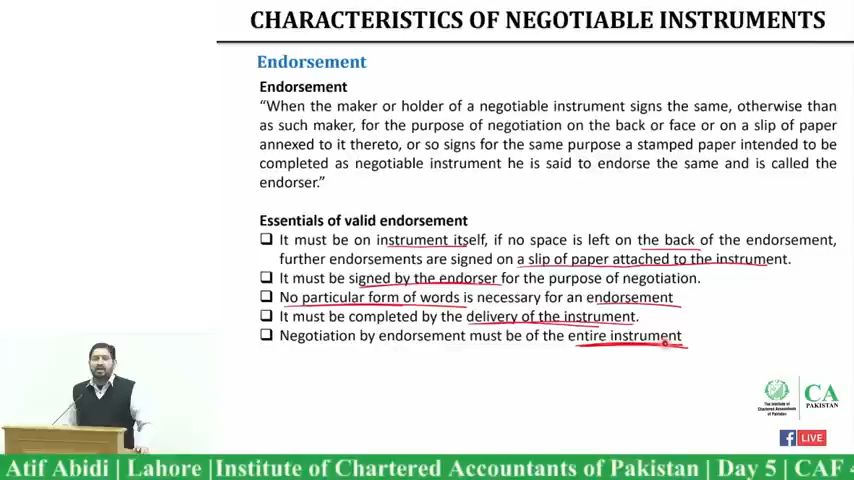 CHARACTERISTICS OF NEGOTIABLE INSTRUMENTS
Endorsement
Endorsement
“When the maker or holder of a negotiable instrument signs the same, otherwise than
as such maker, for the purpose of negotiation on the back or face or on a slip of paper
annexed to it thereto, or so signs for the same purpose a stamped paper intended to be
completed as negotiable instrument he is said to endorse the same and is called the
endorser.”
Essentials of valid endorsement
It must be on instrument itself, if no space is left on the back of the endorsement,
further endorsements are signed on a slip of paper attached to the instrument.
It must be signed by the endorser for the purpose of negotiation.
No particular form of words is necessary for an endorsement
It must be completed by the delivery of the instrument.
Negotiation by endorsement must be of the entire instrument
The Institute of
Chartered Accountants
of Pakistan
CA
PAKISTAN
f LIVE
Atif Abidi | Lahore |Institute of Chartered Accountants of Pakistan | Day 5 | CAF 4